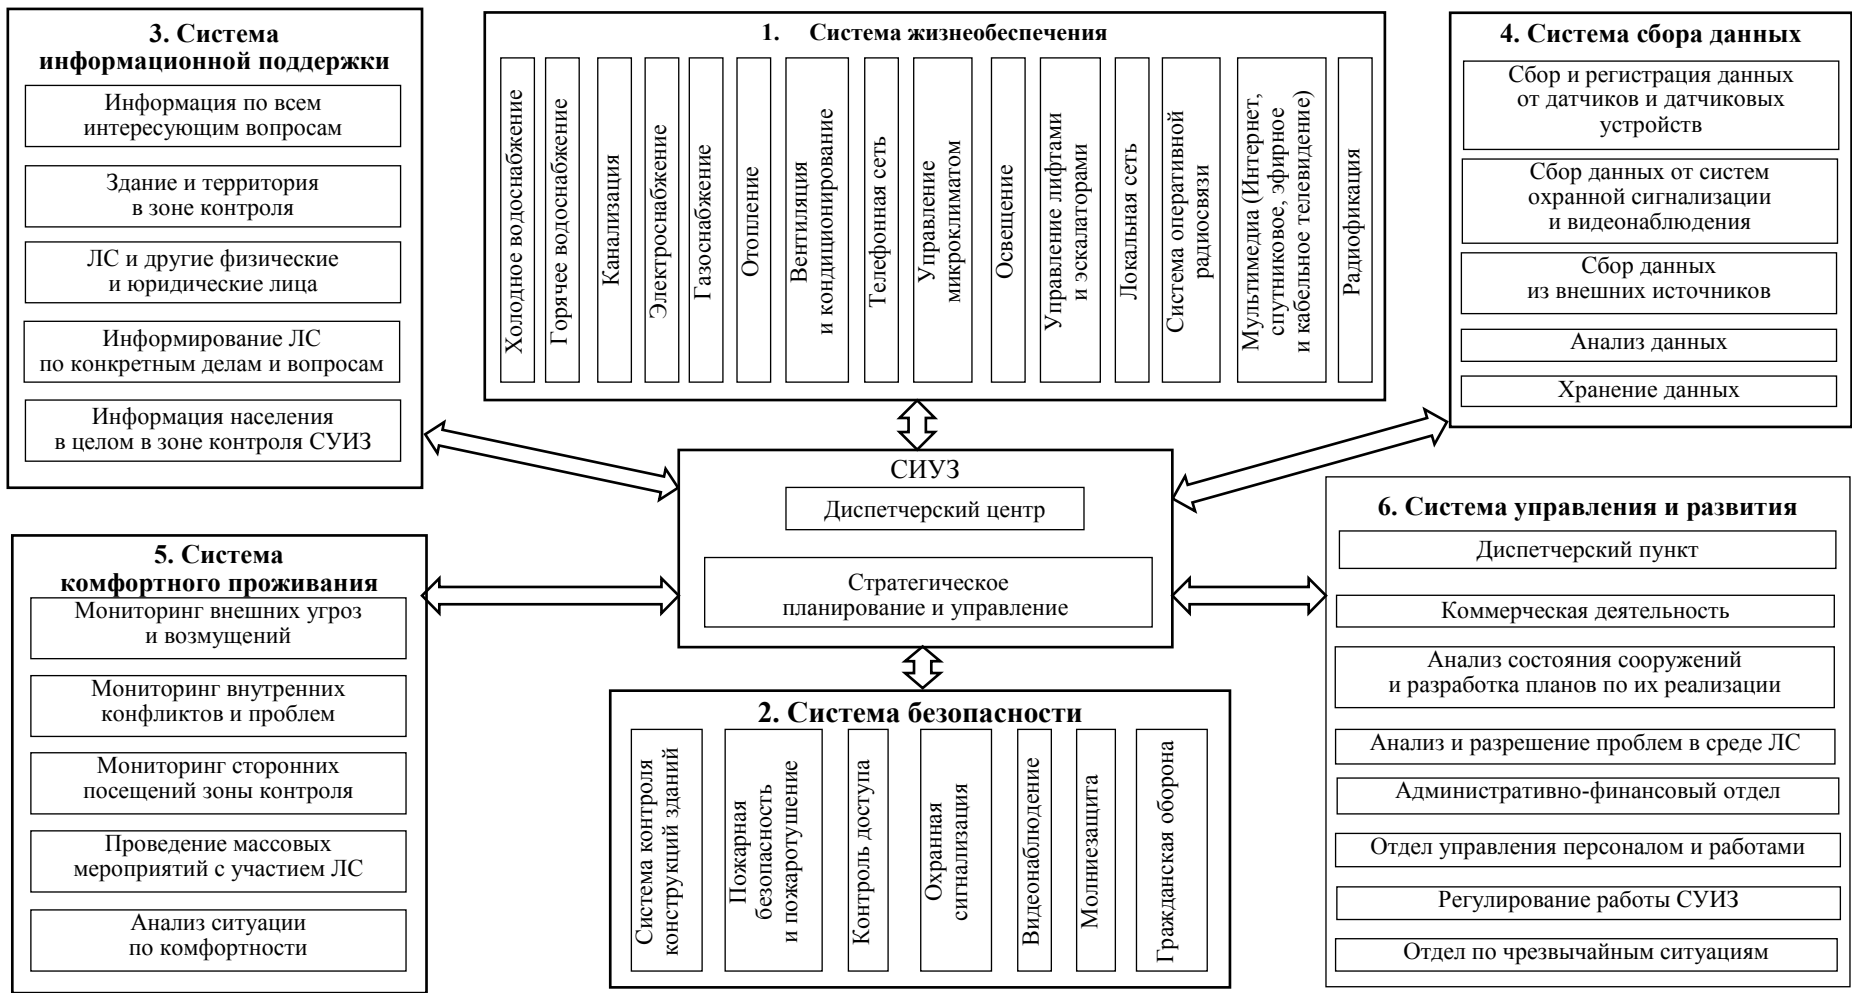 3. Система
информационной поддержки
Информация по всем
интересующим вопросам
Здание и территория
в зоне контроля
ЛС и другие физические
и юридические лица
Информирование ЛС
по конкретным делам и вопросам
Информация населения
в целом в зоне контроля СУИЗ
1. Система жизнеобеспечения
Холодное водоснабжение
Горячее водоснабжение
Канализация
Электроснабжение
Газоснабжение
Отопление
Вентиляция
и кондиционирование
Телефонная сеть
Управление
микроклиматом
Освещение
Управление лифтами
и эскалаторами
Локальная сеть
Система оперативной
радиосвязи
Мультимедиа (Интернет,
спутниковое, эфирное
и кабельное телевидение)
Радиофикация
4. Система сбора данных
Сбор и регистрация данных
от датчиков и датчиковых
устройств
Сбор данных от систем
охранной сигнализации
и видеонаблюдения
Сбор данных
из внешних источников
Анализ данных
Хранение данных
СИУЗ
Диспетчерский центр
Стратегическое
планирование и управление
5. Система
комфортного проживания
Мониторинг внешних угроз
и возмущений
Мониторинг внутренних
конфликтов и проблем
Мониторинг сторонних
посещений зоны контроля
Проведение массовых
мероприятий с участием ЛС
Анализ ситуации
по комфортности
2. Система безопасности
Система контроля
конструкций зданий
Пожарная
безопасность
и пожаротушение
Контроль доступа
Охранная
сигнализация
Видеонаблюдение
Молниезащита
Гражданская оборона
6. Система управления и развития
Диспетчерский пункт
Коммерческая деятельность
Анализ состояния сооружений
и разработка планов по их реализации
Анализ и разрешение проблем в среде ЛС
Административно-финансовый отдел
Отдел управления персоналом и работами
Регулирование работы СУИЗ
Отдел по чрезвычайным ситуациям